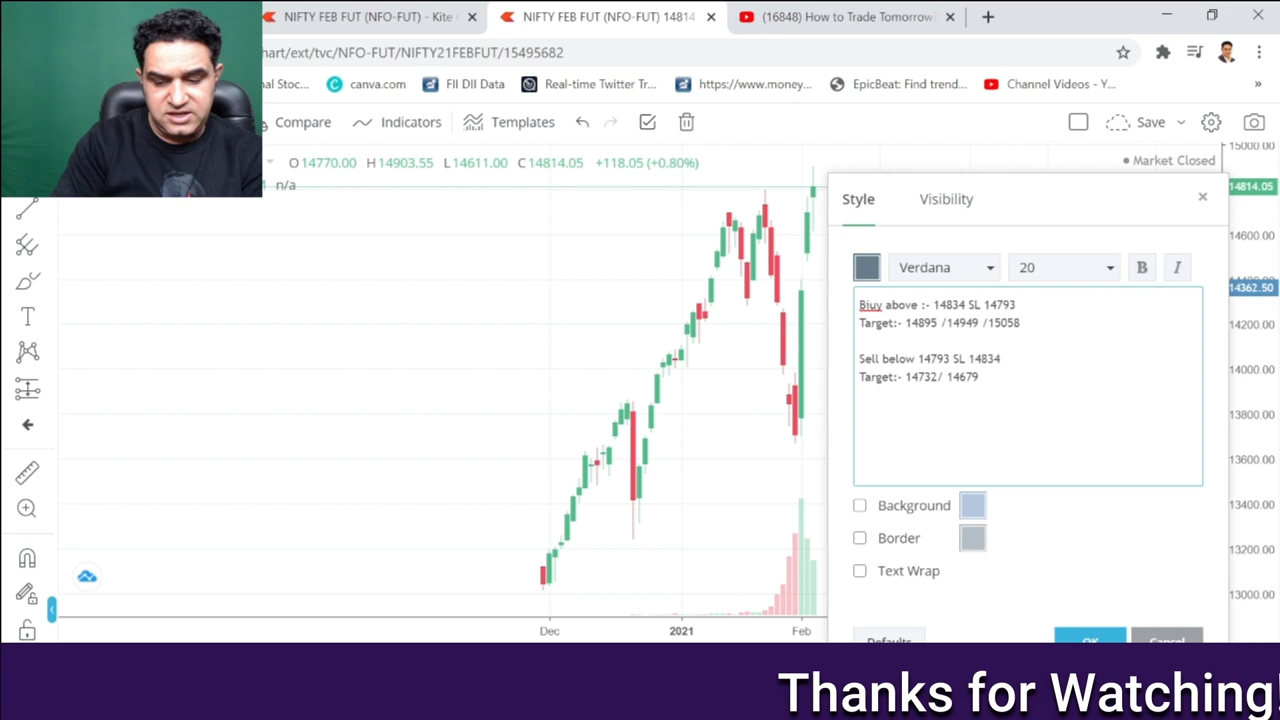 NIFTY FEB FUT (NFO-FUT) - Kite
NIFTY FEB FUT (NFO-FUT) 14814
(16848) How to Trade Tomorrow
hart/ext/tvc/NFO-FUT/NIFTY21FEBFUT/15495682
nal Stoc...
canva.com
FII DII Data
Real-time Twitter Tr...
https://www.money...
EpicBeat: Find trend...
Channel Videos - Y...
»
Compare
Indicators
Templates
Save
O14770.00 H14903.55 L14611.00 C14814.05 +118.05 (+0.80%)
n/a
Market Closed
15000.00
14814.05
14600.00
14362.50
14200.00
14000.00
13800.00
13600.00
13400.00
13200.00
13000.00
Dec
2021
Feb
Style
Visibility
Verdana
20
B
I
Biuy above :- 14834 SL 14793
Target:- 14895 /14949 /15058
Sell below 14793 SL 14834
Target:- 14732/ 14679
Background
Border
Text Wrap
Defaults
OK
Cancel
Thanks for Watching!